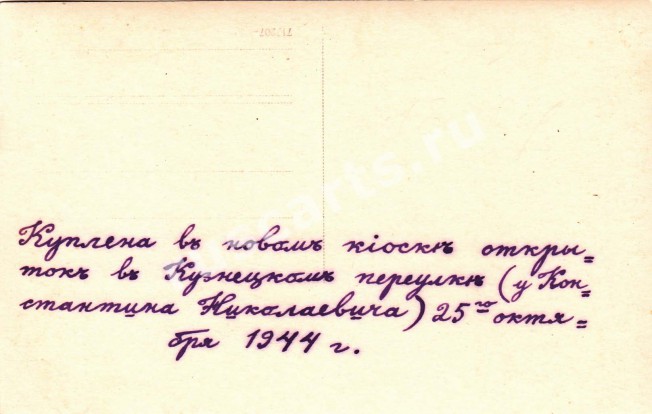 Куплена въ новомъ кіоскѣ откры=
токъ въ Кузнецкомъ переулкѣ (у Кон=
стантина Николаевича) 25го октя=
бря 1944 г.